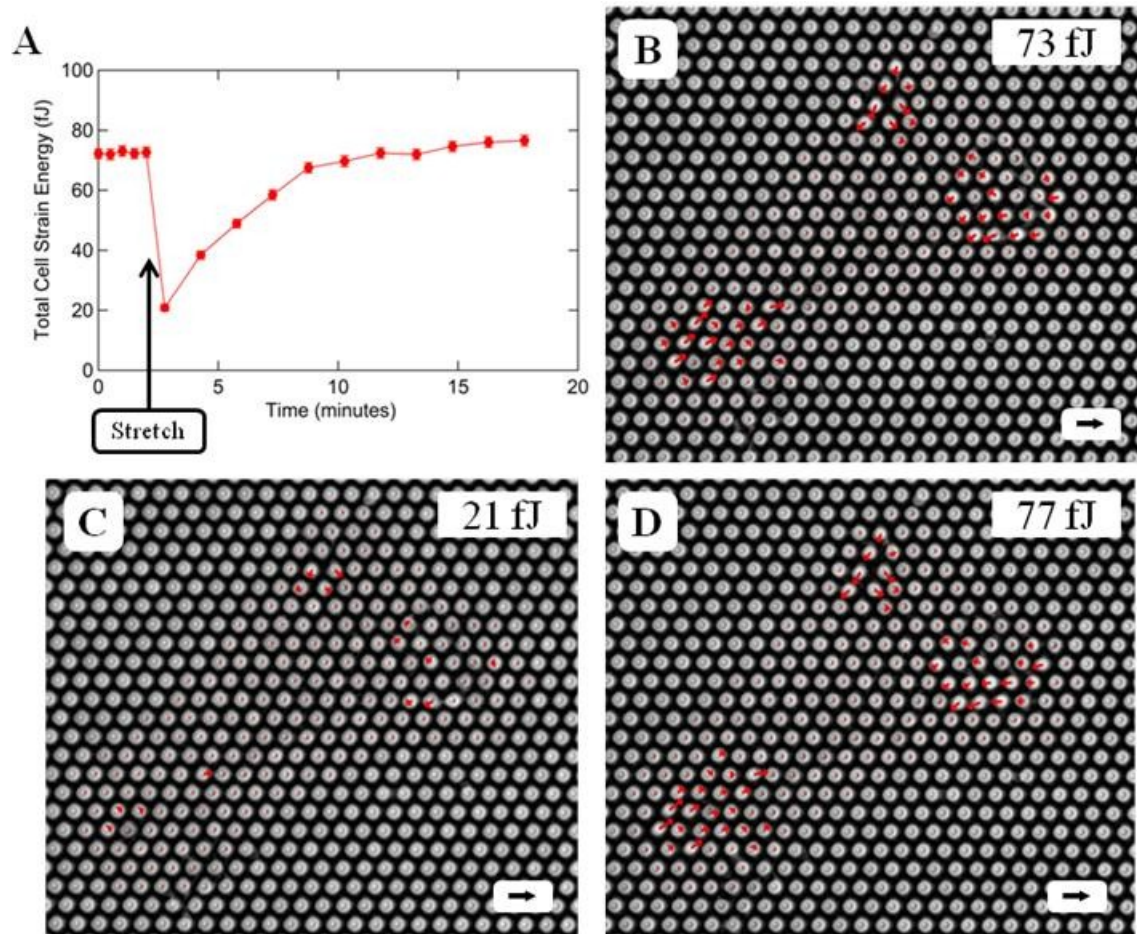 A
Total Cell Strain Energy (fJ)
100
80
60
40
20
0
0 5 10 15 20
Time (minutes)
Stretch
B
73 fJ
C
21 fJ
D
77 fJ